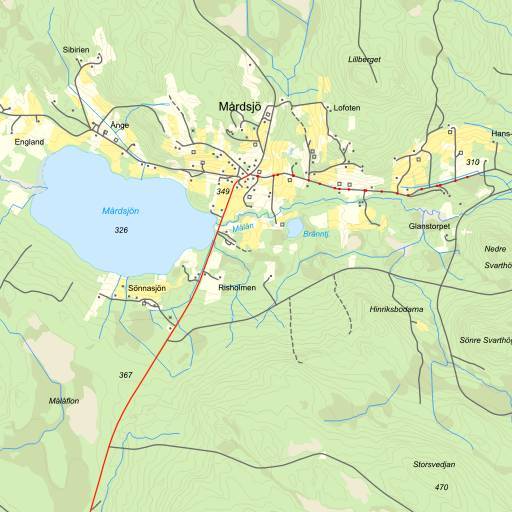 Sibirien
Lillberget
Mårdsjö
Lofoten
Ånge
England
Hans-
310
349
Mårdsjön
326
Målån
Bränntj.
Glanstorpet
Nedre
Svarthö
Sönnasjön
Risholmen
Hinriksbodarna
Sönre Svarthög
367
Målåflon
Storsvedjan
470